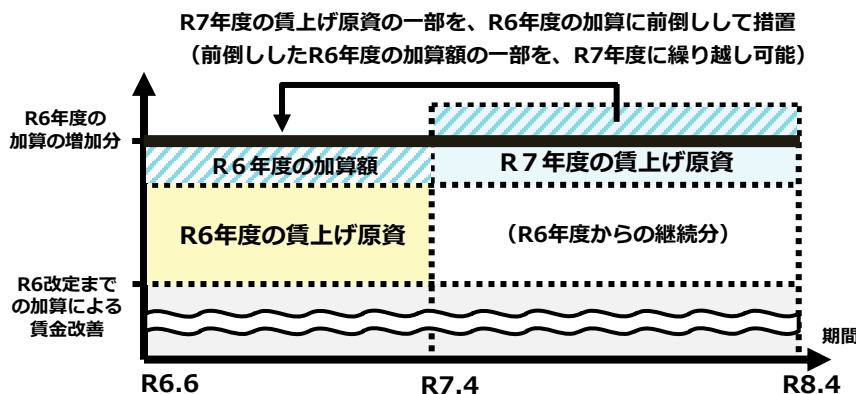 R7年度の賃上げ原資の一部を、R6年度の加算に前倒しして措置
（前倒ししたR6年度の加算額の一部を、R7年度に繰り越し可能）
R6年度の
加算の増加分
R６年度の加算額
R７年度の賃上げ原資
R6年度の賃上げ原資
（R6年度からの継続分）
R6改定まで
の加算による
賃金改善
期間
R6.6
R7.4
R8.4